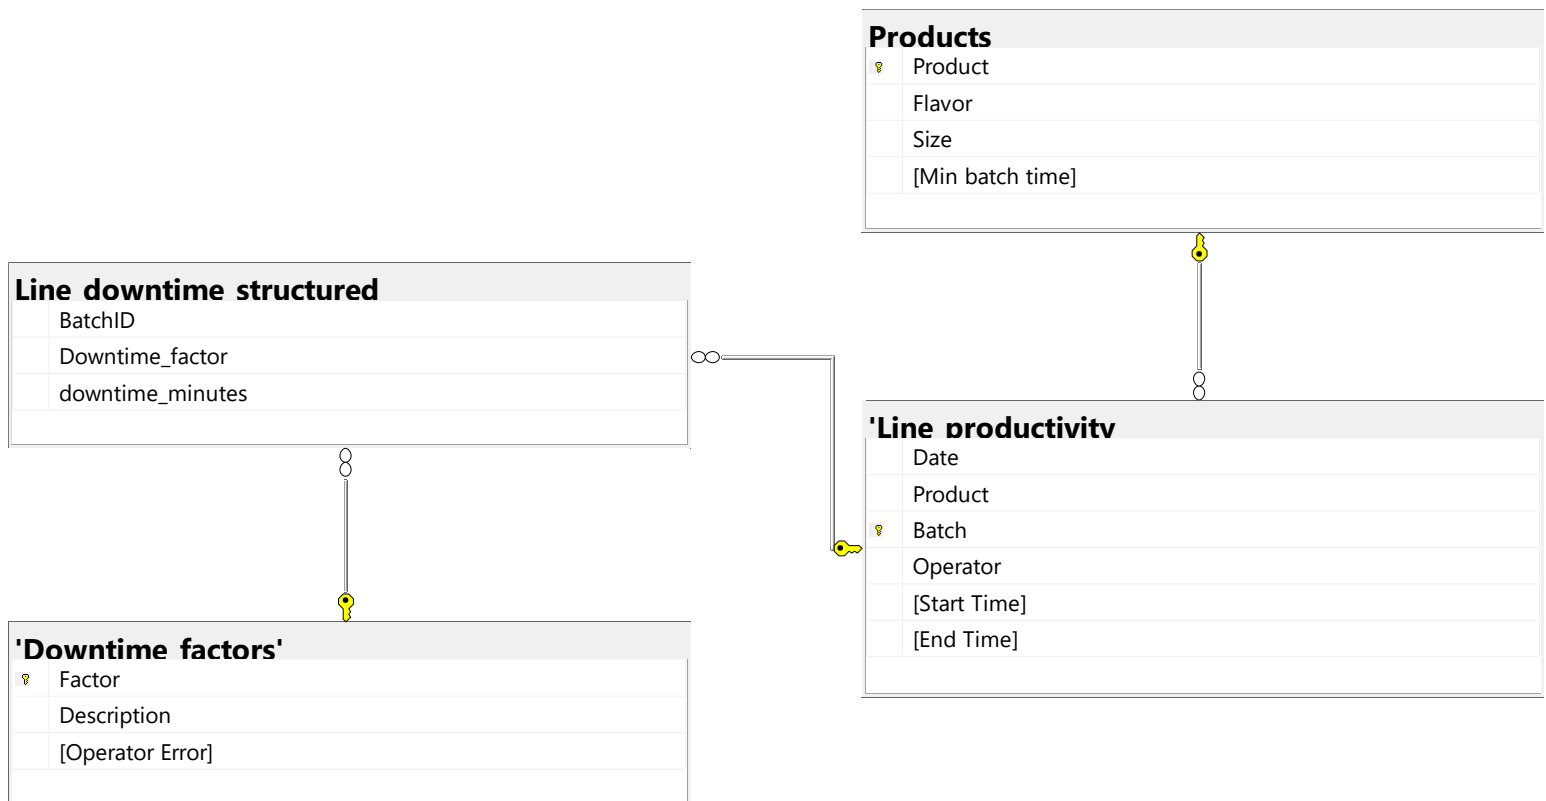 Products
Product
Flavor
Size
[Min batch time]
Line downtime structured
BatchID
Downtime_factor
downtime_minutes
'Line productivity
Date
Product
Batch
Operator
[Start Time]
[End Time]
'Downtime factors'
Factor
Description
[Operator Error]